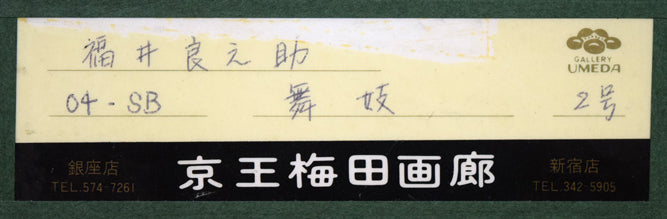 福井良之助
GALLERY
UMEDA
04-SB 舞妓 2号
銀座店 京王梅田画廊 新宿店
TEL.574-7261 TEL.342-5905